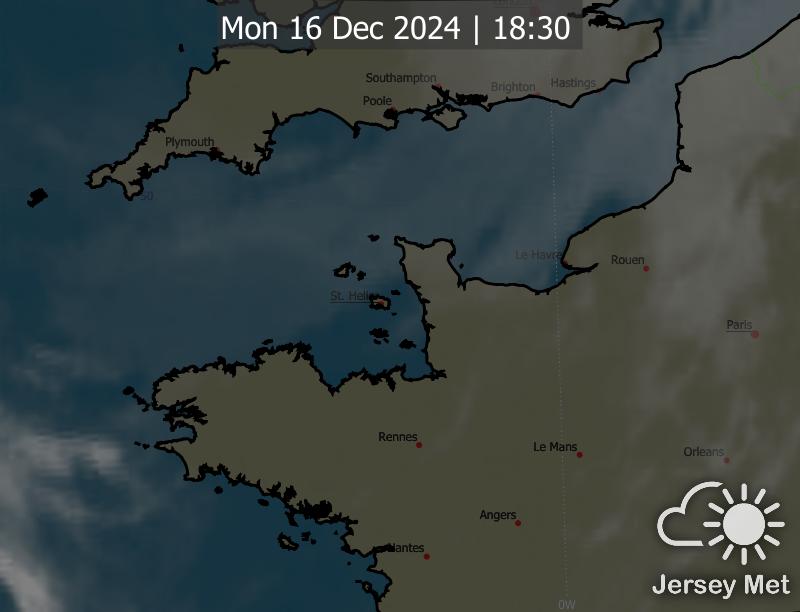 Mon 16 Dec 2024 | 18:30
Southampton
Brighton
Hastings
Poole
Plymouth
50
Le Havre
Rouen
St. Helier
Paris
Rennes
Le Mans
Orleans
Angers
Nantes
Jersey Met
0W